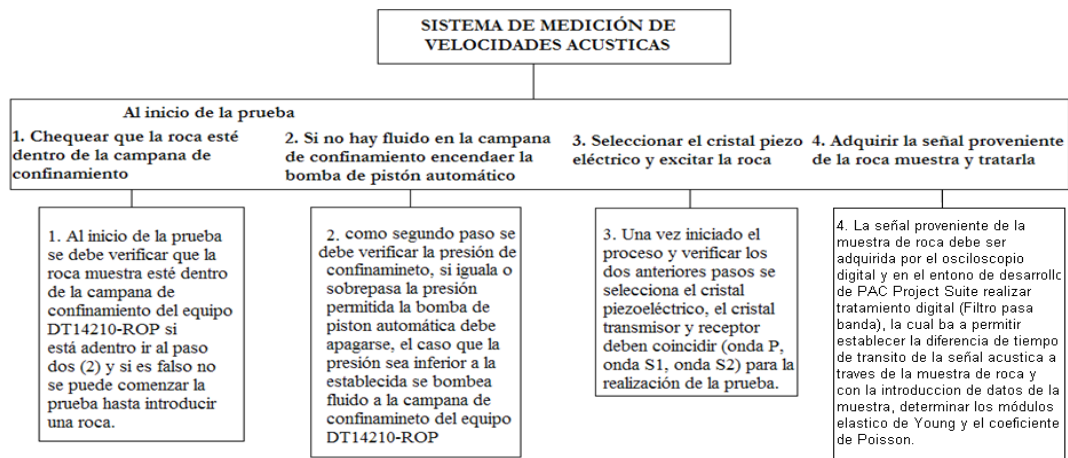 SISTEMA DE MEDICIÓN DE
VELOCIDADES ACUSTICAS
Al inicio de la prueba
1. Chequear que la roca esté
dentro de la campana de
confinamiento
2. Si no hay fluido en la campana
de confinamiento encendaer la
bomba de pistón automático
3. Seleccionar el cristal piezo
eléctrico y excitar la roca
4. Adquirir la señal proveniente
de la roca muestra y tratarla
1. Al inicio de la prueba
se debe verificar que la
roca muestra esté dentro
de la campana de
confinamiento del equipo
DT14210-ROP si
está adentro ir al paso
dos (2) y si es falso no
se puede comenzar la
prueba hasta introducir
una roca.
2. como segundo paso se
debe verificar la presión de
confinamineto, si iguala o
sobrepasa la presión
permitida la bomba de
piston automática debe
apagarse, el caso que la
presión sea inferior a la
establecida se bombea
fluido a la campana de
confinamineto del equipo
DT14210-ROP
3. Una vez iniciado el
proceso y verificar los
dos anteriores pasos se
selecciona el cristal
piezoeléctrico, el cristal
transmisor y receptor
deben coincidir (onda P,
onda S1, onda S2) para la
realización de la prueba.
4. La señal proveniente de la
muestra de roca debe ser
adquirida por el osciloscopio
digital y en el entono de desarrollo
de PAC Project Suite realizar
tratamiento digital (Filtro pasa
banda), la cual ba a permitir
establecer la diferencia de tiempo
de transito de la señal acustica a
traves de la muestra de roca y
con la introduccion de datos de la
muestra, determinar los módulos
elastico de Young y el coeficiente
de Poisson.